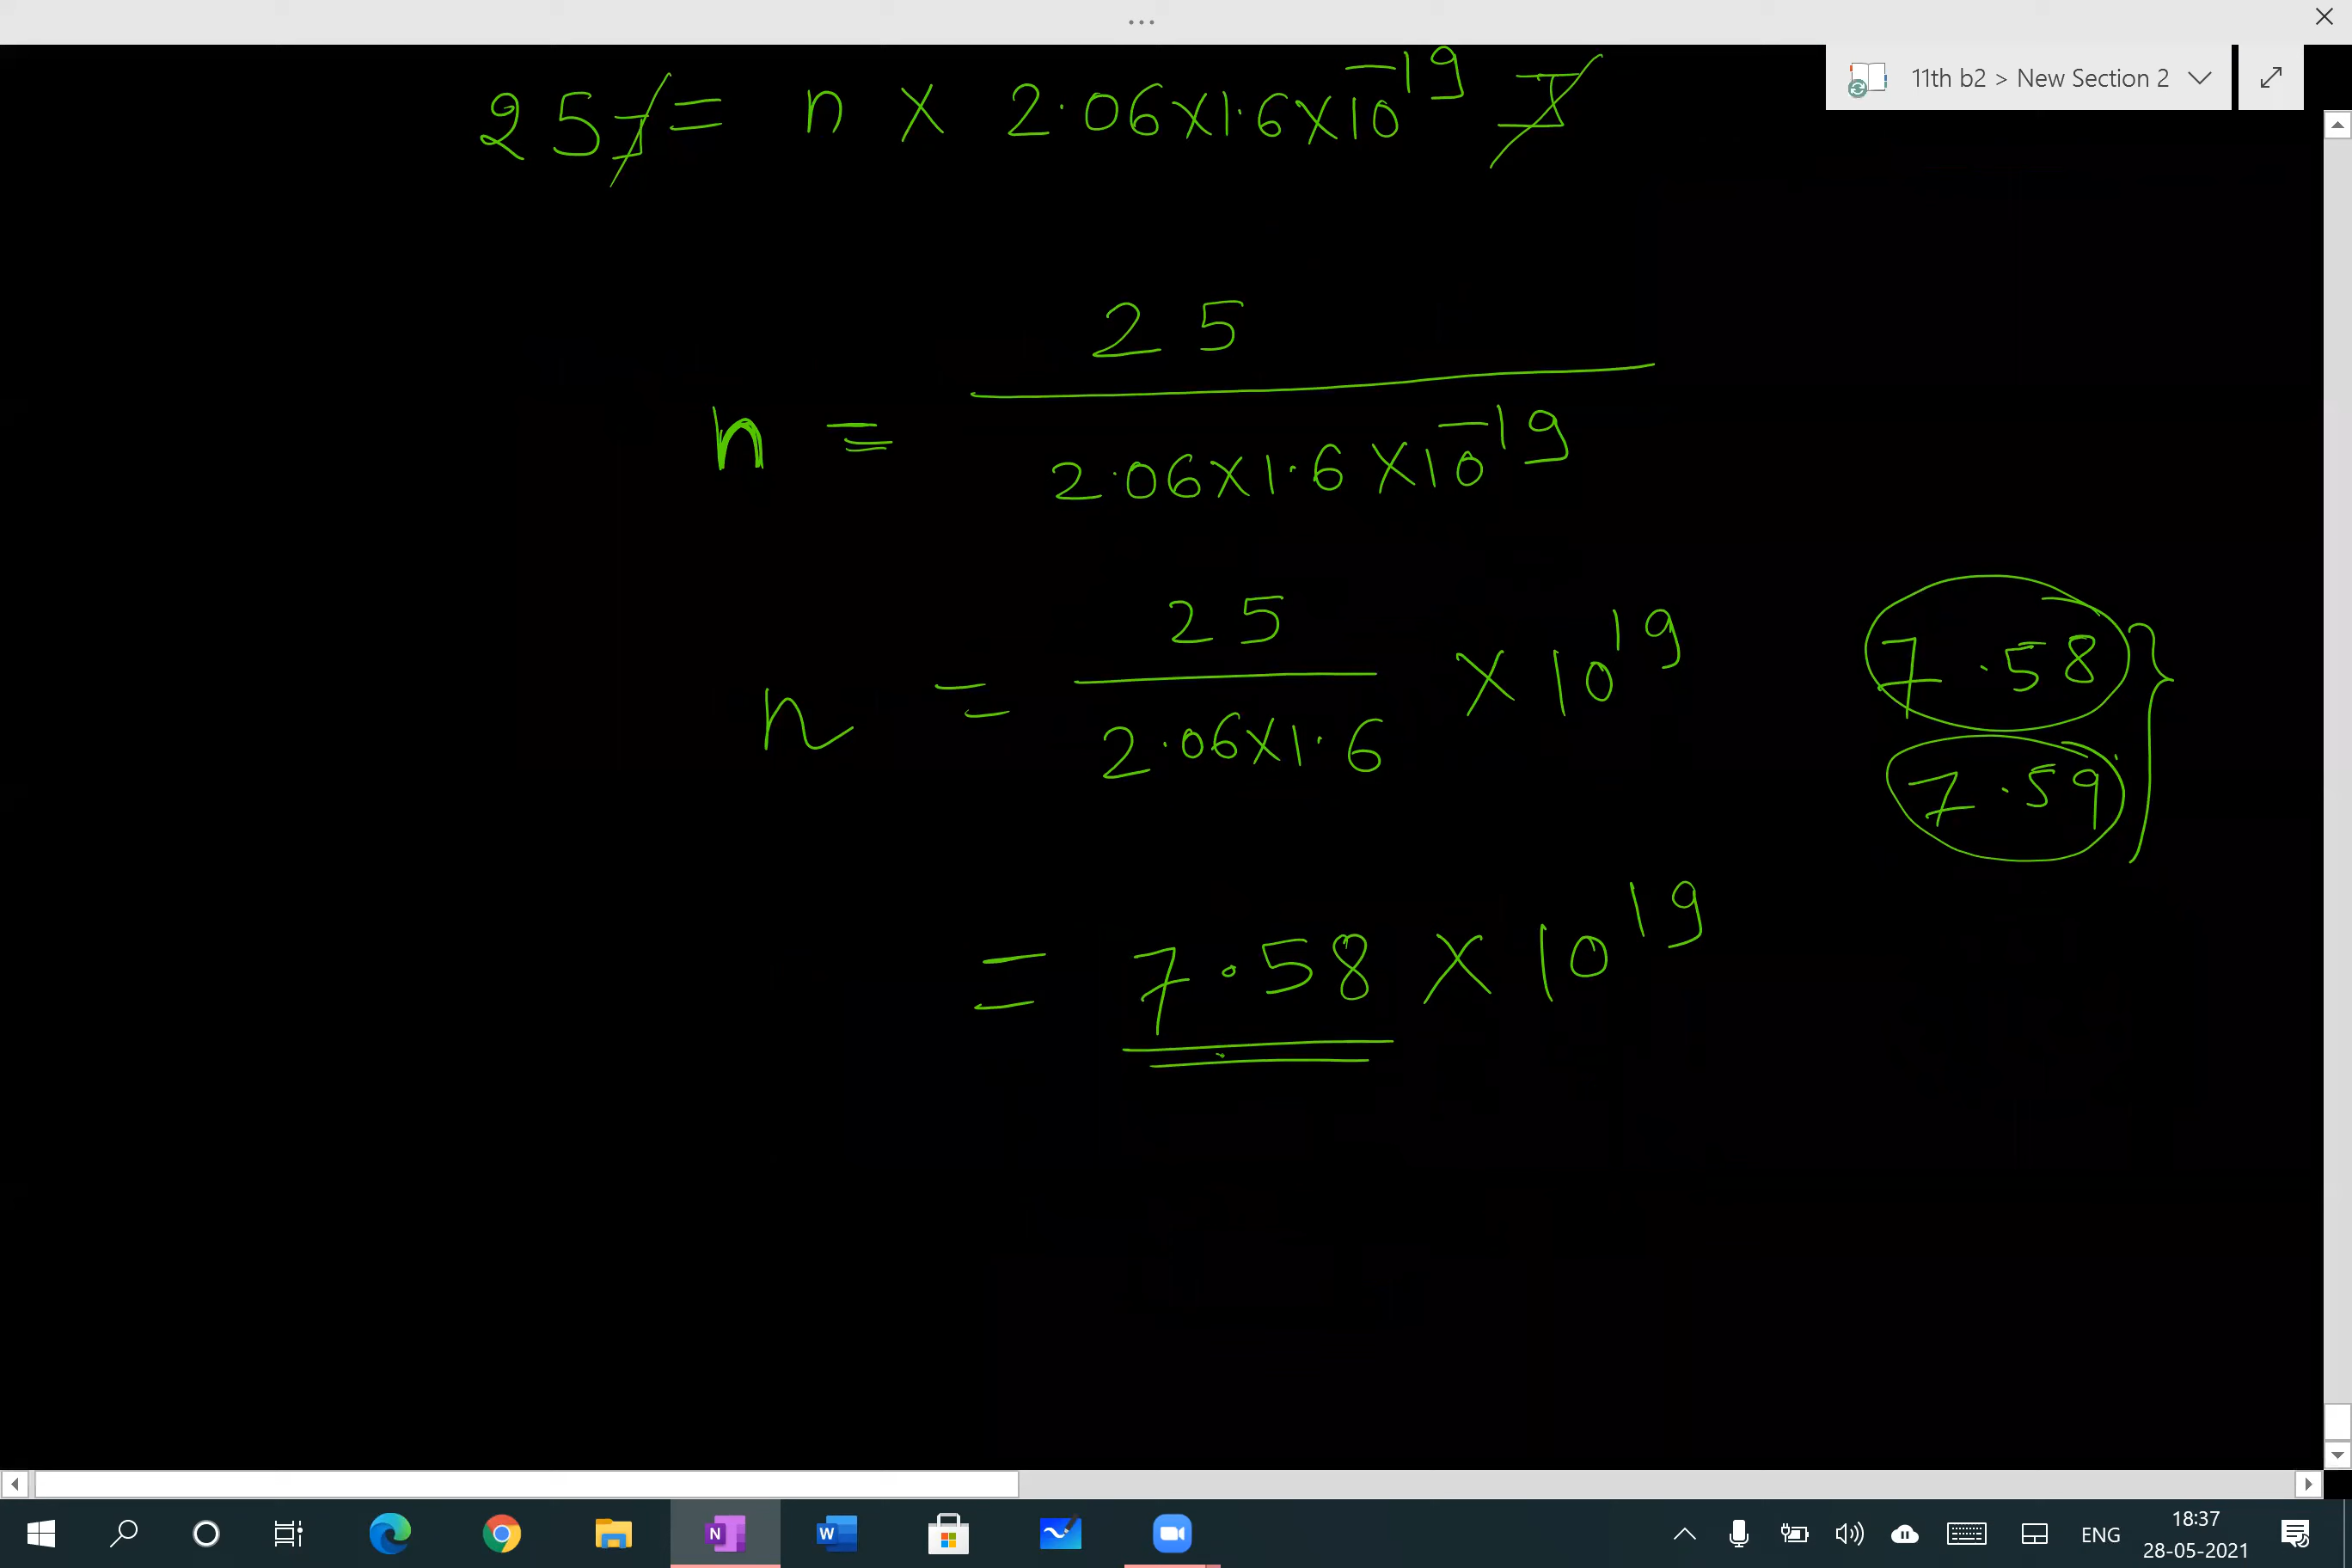 ...
11th b2 > New Section 2
25 J = n × 2.06×1.6×10⁻¹⁹ J
25
n =
2.06×1.6×10⁻¹⁹
25
n =
× 10¹⁹
2.06×1.6
7.58
7.59
= 7.58 × 10¹⁹
ENG
18:37
28-05-2021